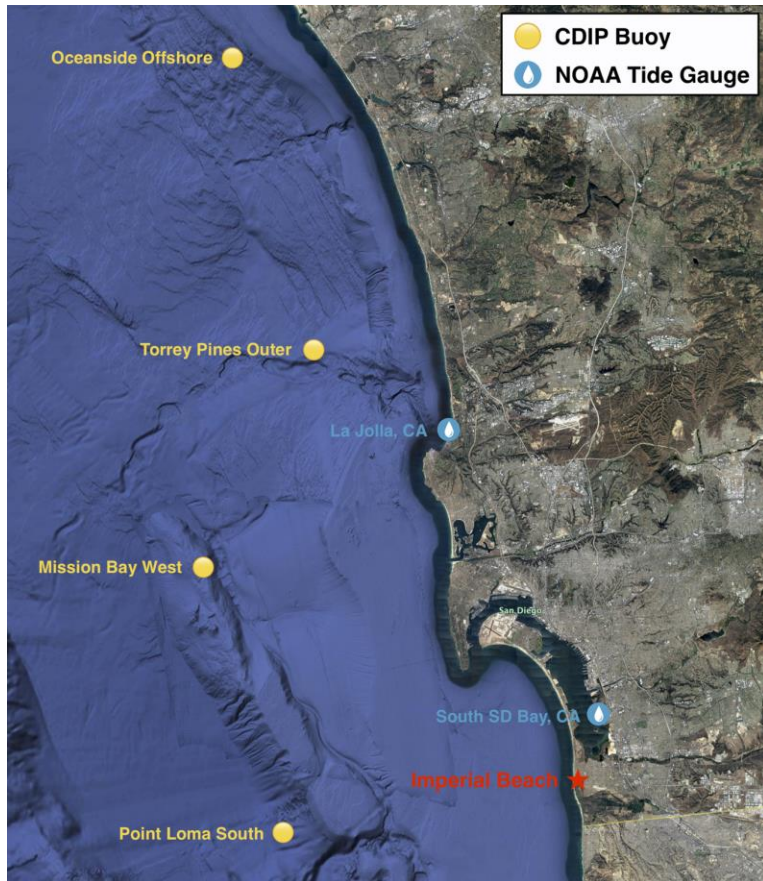 CDIP Buoy
NOAA Tide Gauge
Oceanside Offshore
Torrey Pines Outer
La Jolla, CA
Mission Bay West
San Diego
South SD Bay, CA
Imperial Beach
Point Loma South